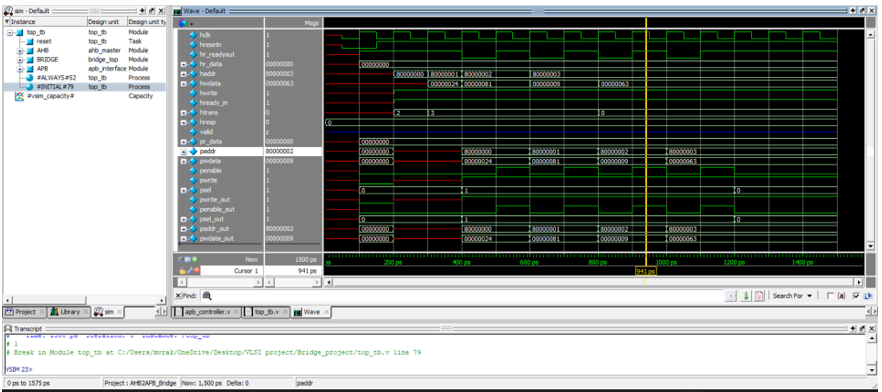 sim - Default
Instance Design unit Design unit ty
top_tb top_tb Module
reset top_tb Task
AHB ahb_master Module
BRIDGE bridge_top Module
APB apb_interface Module
#ALWAYS#52 top_tb Process
#INITIAL#79 top_tb Process
#vsim_capacity# Capacity
Wave - Default
Msgs
hclk 1
hresetn 1
hr_readyout 1
hr_data 00000000 00000000
haddr 80000003 80000000 80000001 80000002 80000003
hwdata 00000063 00000024 00000081 00000009 00000063
hwrite 1
hready_in 1
htrans 0 2 3 0
hresp 0 0
valid z
pr_data 00000000 00000000
paddr 80000002 00000000 80000000 80000001 80000002 80000003
pwdata 00000009 00000000 00000024 00000081 00000009 00000063
penable 1
pwrite 1
psel 1 0 1 0
pwrite_out 1
penable_out 1
psel_out 1 0 1 0
paddr_out 80000002 00000000 80000000 80000001 80000002 80000003
pwdata_out 00000009 00000000 00000024 00000081 00000009 00000063
Now 1500 ps 200 ps 400 ps 600 ps 800 ps 1000 ps 1200 ps 1400 ps
Cursor 1 941 ps 941 ps
Find: Search For
Project Library sim apb_controller.v top_tb.v Wave
Transcript
# 1
# Break in Module top_tb at C:/Users/mvrak/OneDrive/Desktop/VLSI project/Bridge_project/top_tb.v line 79
VSIM 23>
0 ps to 1575 ps Project : AHB2APB_Bridge Now: 1,500 ps Delta: 0 paddr